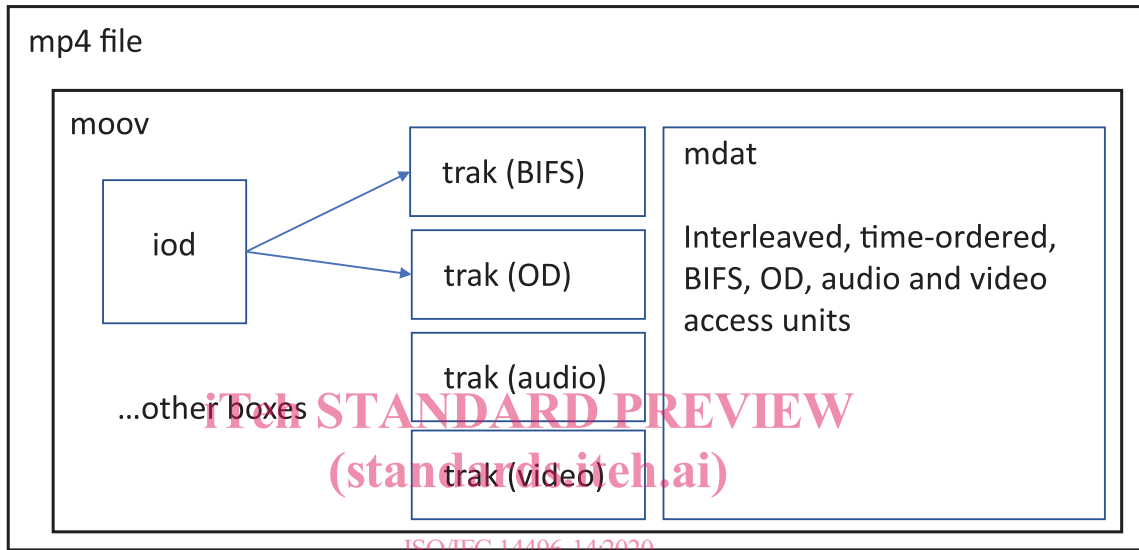 mp4 file
moov
iod
...other boxes
trak (BIFS)
trak (OD)
trak (audio)
trak (video)
mdat
Interleaved, time-ordered,
BIFS, OD, audio and video
access units
iTeh STANDARD PREVIEW
(standards.iteh.ai)
ISO/IEC 14496-14:2020